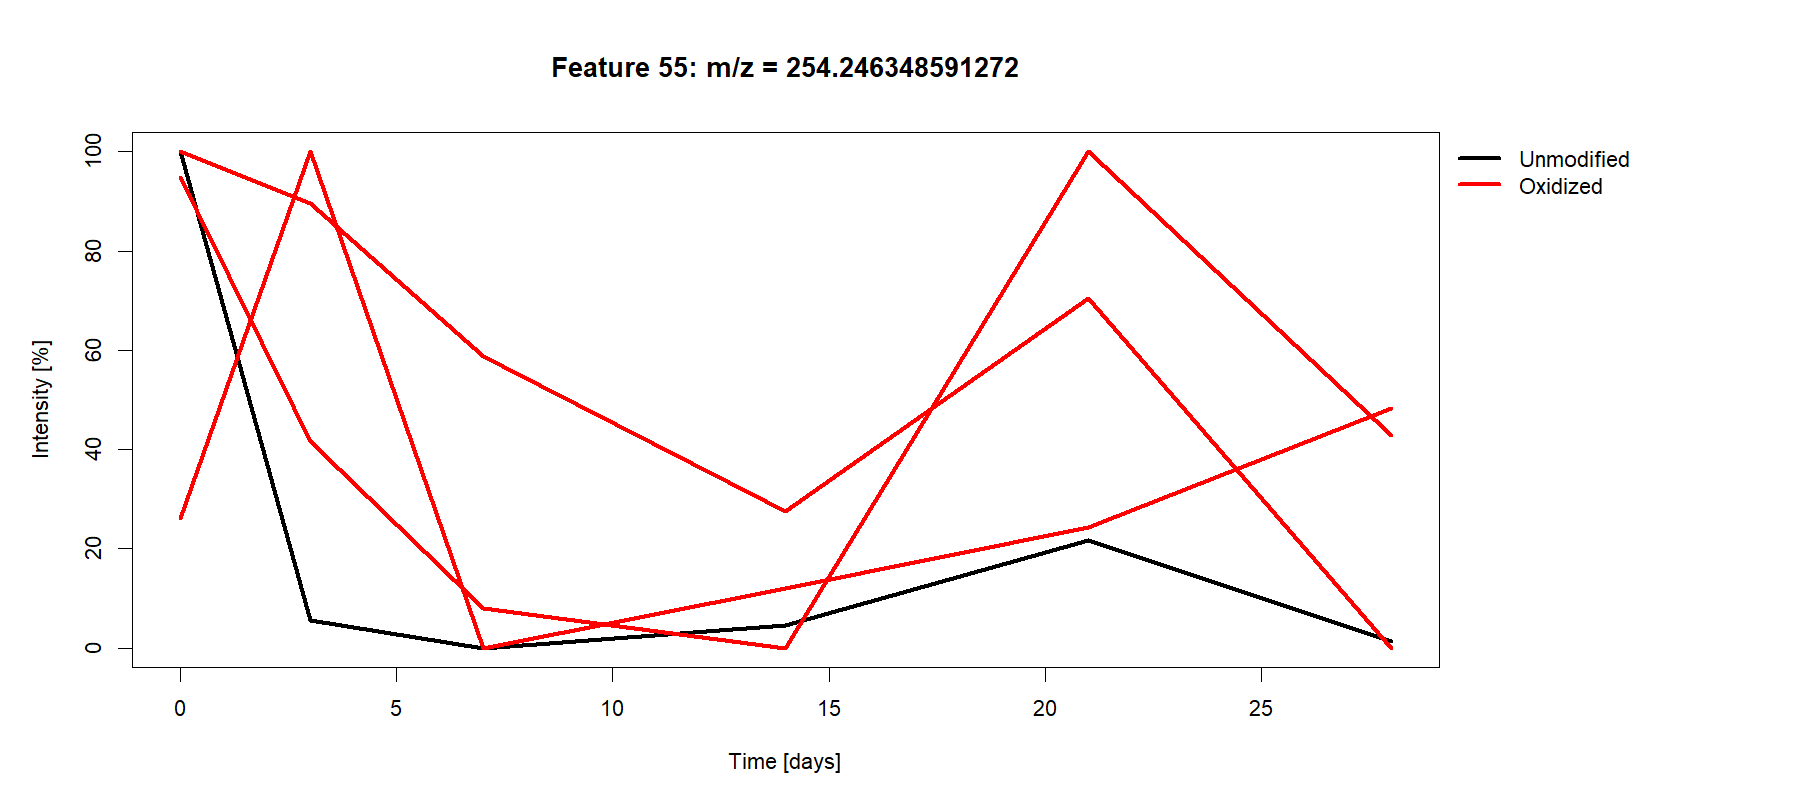 Feature 55: m/z = 254.246348591272
Unmodified
Oxidized
Intensity [%]
100
80
60
40
20
0
0 5 10 15 20 25
Time [days]